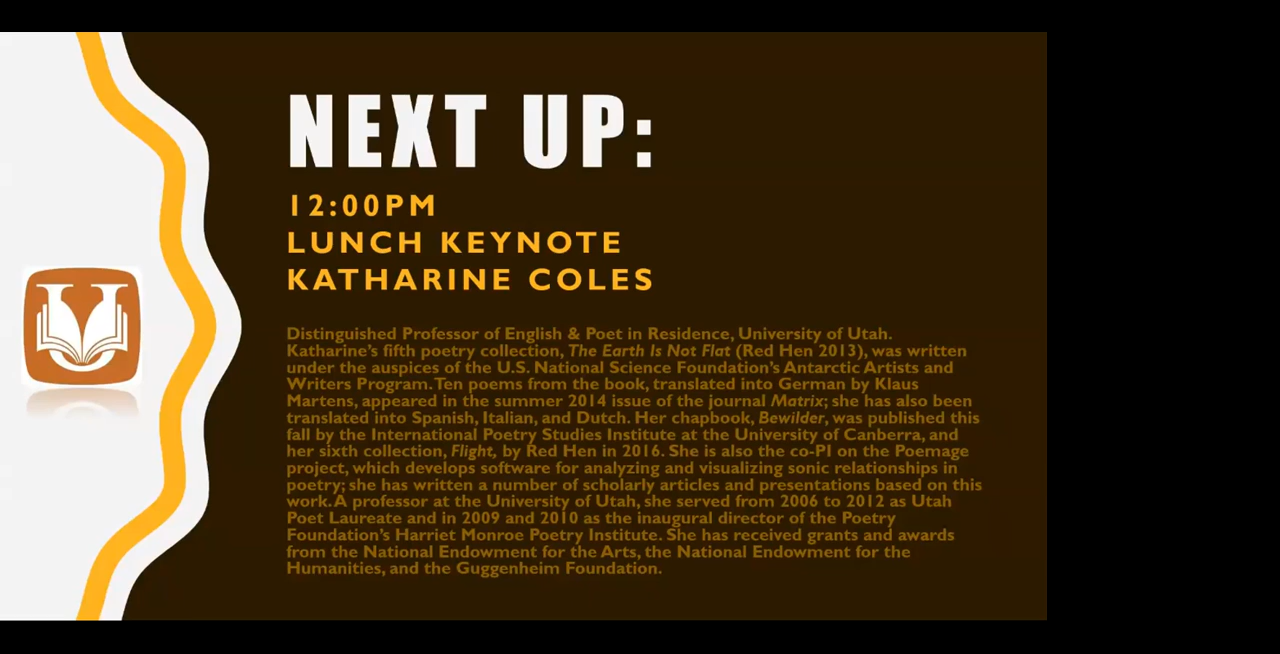 NEXT UP:
12:00PM
LUNCH KEYNOTE
KATHARINE COLES
Distinguished Professor of English & Poet in Residence, University of Utah.
Katharine's fifth poetry collection, The Earth Is Not Flat (Red Hen 2013), was written
under the auspices of the U.S. National Science Foundation's Antarctic Artists and
Writers Program. Ten poems from the book, translated into German by Klaus
Martens, appeared in the summer 2014 issue of the journal Matrix; she has also been
translated into Spanish, Italian, and Dutch. Her chapbook, Bewilder, was published this
fall by the International Poetry Studies Institute at the University of Canberra, and
her sixth collection, Flight, by Red Hen in 2016. She is also the co-PI on the Poemage
project, which develops software for analyzing and visualizing sonic relationships in
poetry; she has written a number of scholarly articles and presentations based on this
work. A professor at the University of Utah, she served from 2006 to 2012 as Utah
Poet Laureate and in 2009 and 2010 as the inaugural director of the Poetry
Foundation's Harriet Monroe Poetry Institute. She has received grants and awards
from the National Endowment for the Arts, the National Endowment for the
Humanities, and the Guggenheim Foundation.